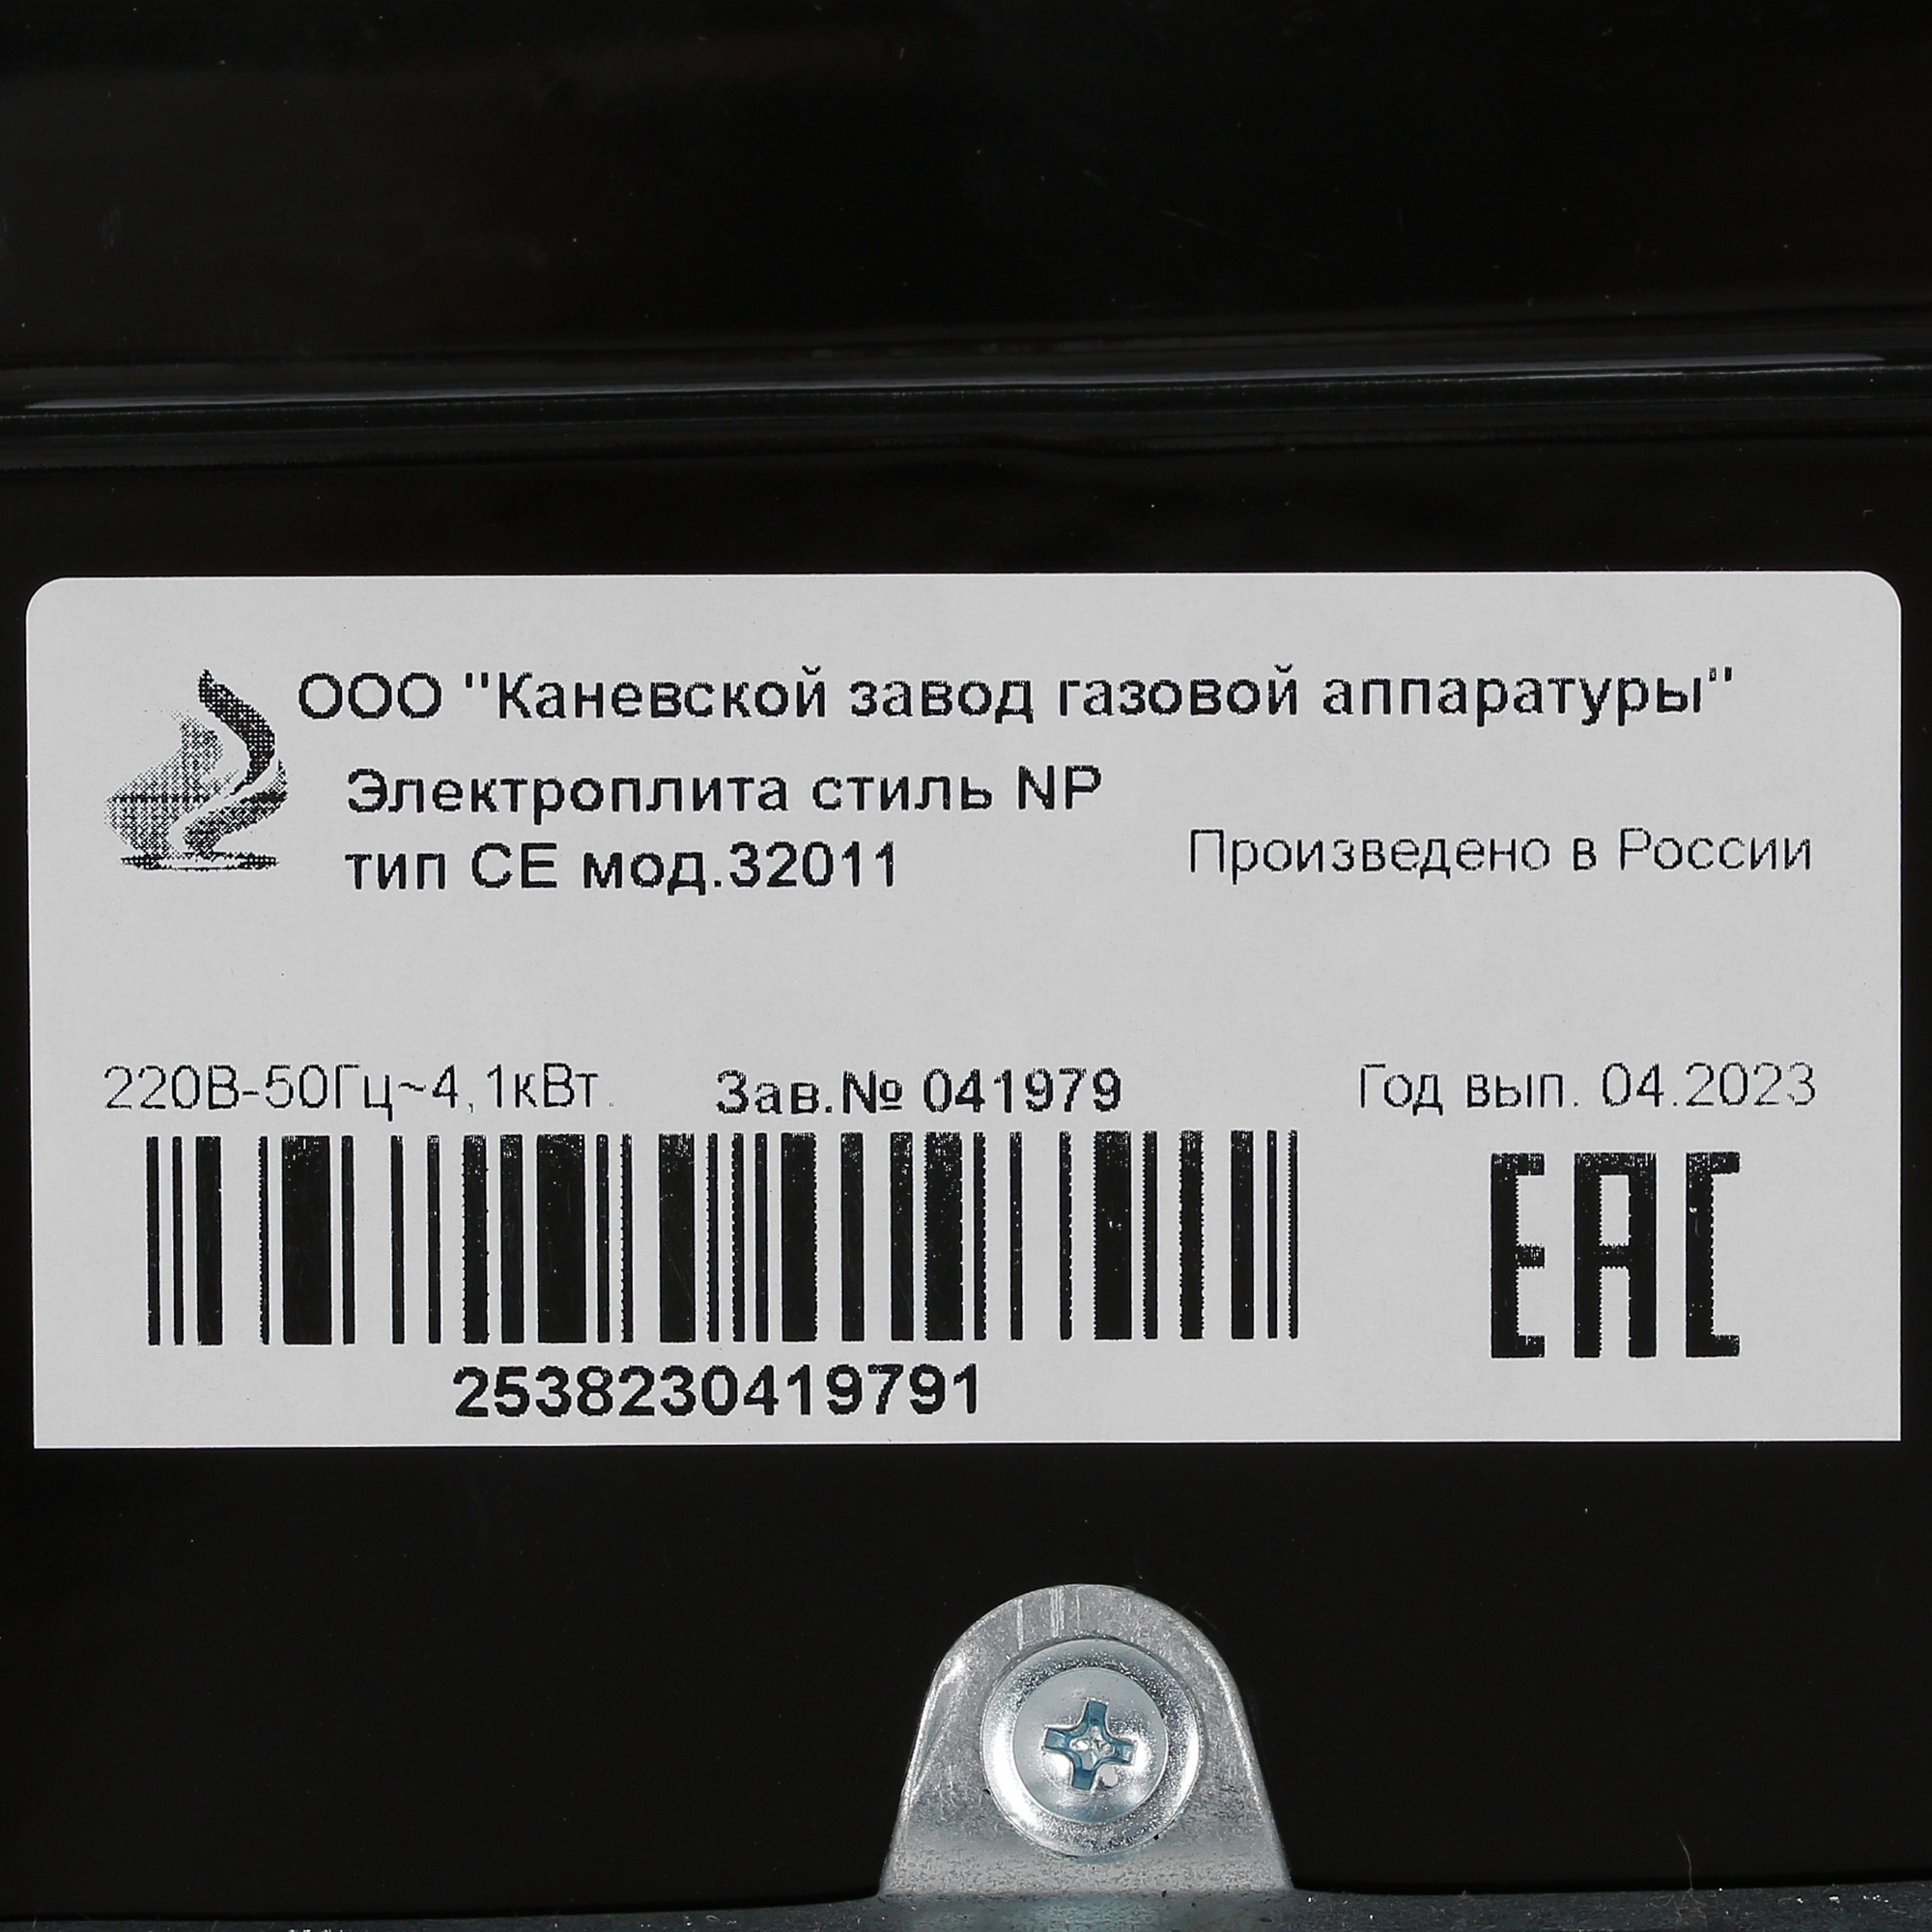 ООО "Каневской завод газовой аппаратуры"
Электроплита стиль NP
тип СЕ мод.32011
Произведено в России
220В-50Гц~4,1кВт.
Зав.№ 041979
Год вып. 04.2023
ЕАС
2538230419791